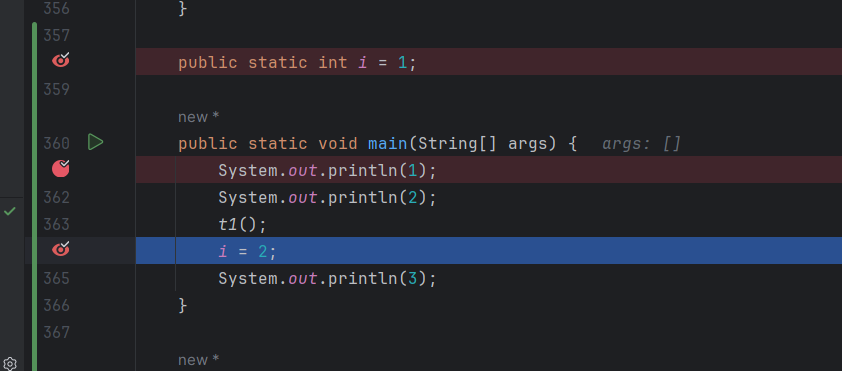 356 }
357
public static int i = 1;
359
new *
360 public static void main(String[] args) { args: []
System.out.println(1);
362 System.out.println(2);
363 t1();
i = 2;
365 System.out.println(3);
366 }
367
new *